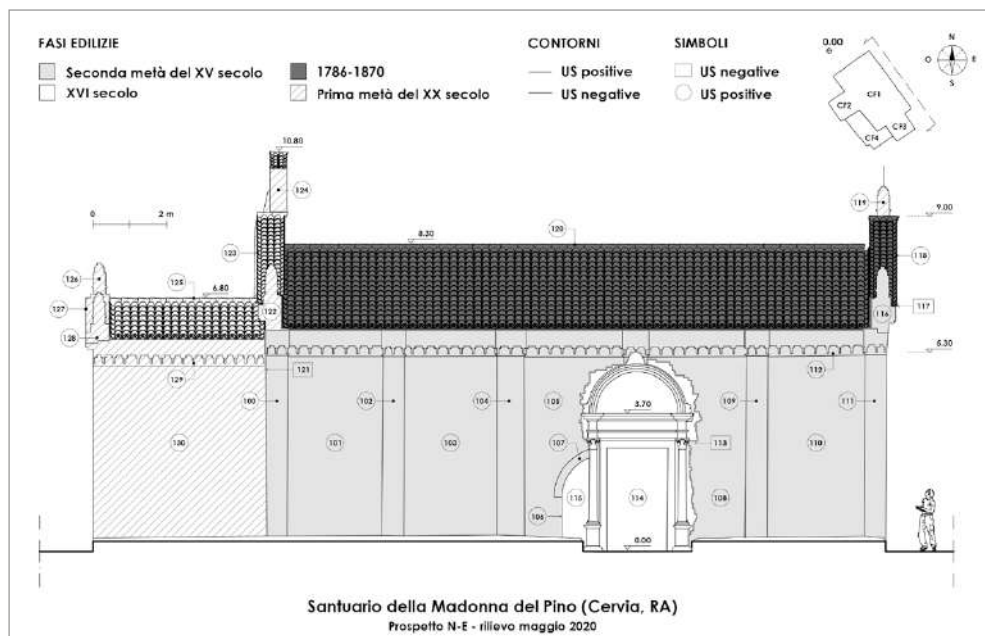 FASI EDILIZIE
Seconda metà del XV secolo
XVI secolo
1786-1870
Prima metà del XX secolo
CONTORNI
US positive
US negative
SIMBOLI
US negative
US positive
0.00
N
O
E
S
CF1
CF2
CF3
CF4
10.80
124
119
9.00
0
2 m
120
8.30
123
118
126
125
6.80
127
122
117
116
128
5.30
129
121
112
100
102
104
105
109
111
3.70
130
101
103
107
113
110
115
114
108
106
0.00
Santuario della Madonna del Pino (Cervia, RA)
Prospetto N-E - rilievo maggio 2020